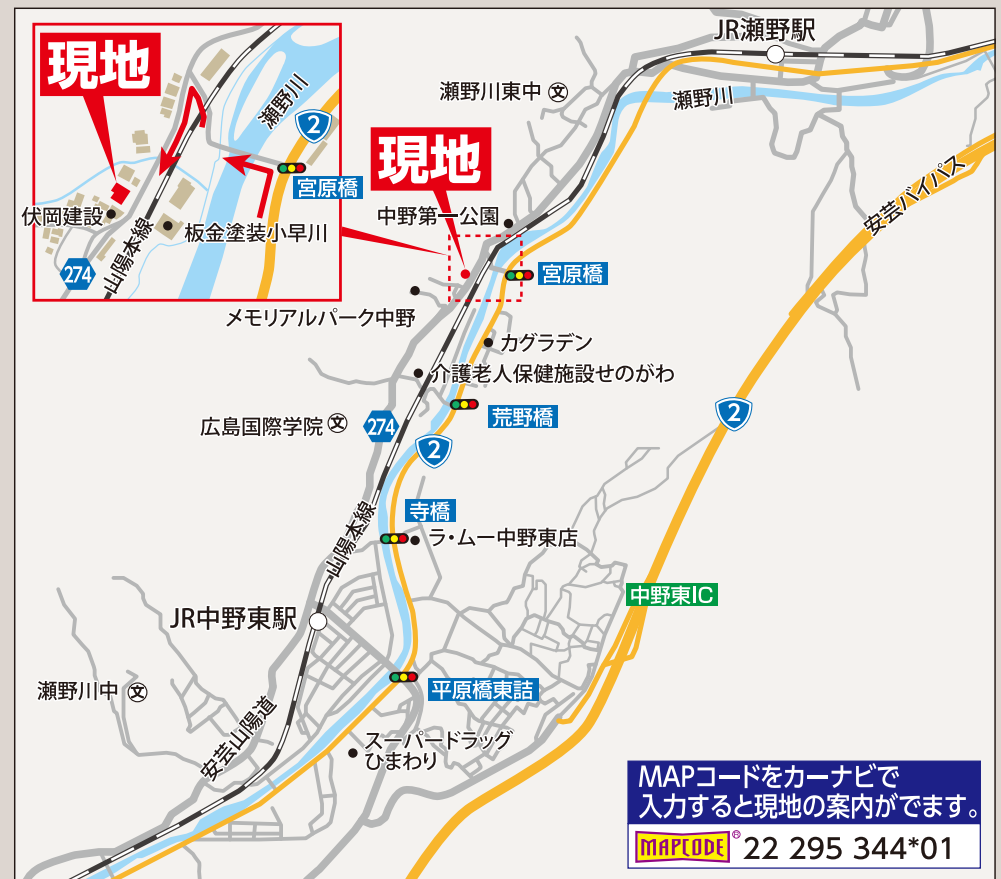 JR瀬野駅
現地
瀬野川
2
宮原橋
伏岡建設
板金塗装小早川
274
山陽本線
瀬野川東中 文
瀬野川
現地
中野第一公園
宮原橋
安芸バイパス
メモリアルパーク中野
カグラデン
介護老人保健施設せのがわ
荒野橋
2
広島国際学院 文
274
2
寺橋
山陽本線
ラ・ムー中野東店
中野東IC
JR中野東駅
瀬野川中 文
平原橋東詰
安芸山陽道
スーパードラッグ
ひまわり
MAPコードをカーナビで
入力すると現地の案内がでます。
MAPCODE® 22 295 344*01